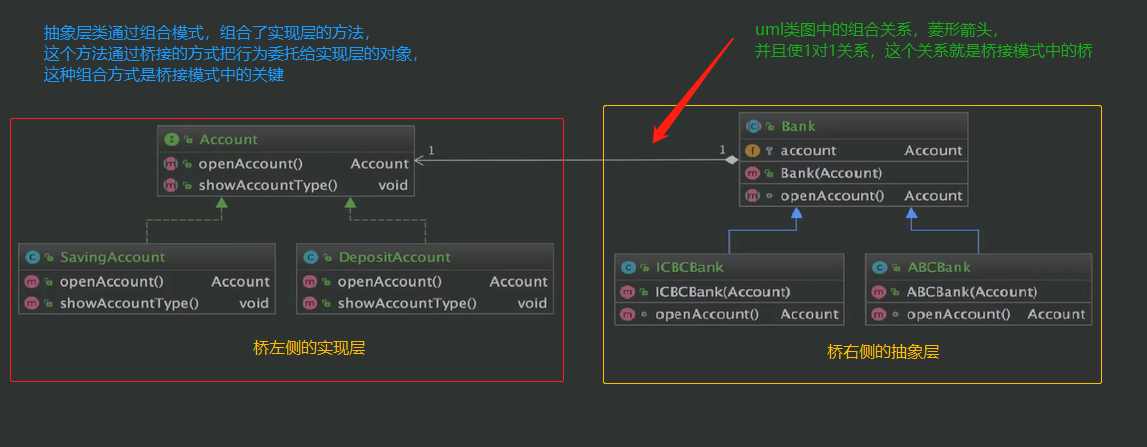 抽象层类通过组合模式，组合了实现层的方法，
这个方法通过桥接的方式把行为委托给实现层的对象，
这种组合方式是桥接模式中的关键
uml类图中的组合关系，菱形箭头，
并且使1对1关系，这个关系就是桥接模式中的桥
I Account
m openAccount() Account
m showAccountType() void
1
1
C Bank
f account Account
m Bank(Account)
m openAccount() Account
C SavingAccount
m openAccount() Account
m showAccountType() void
C DepositAccount
m openAccount() Account
m showAccountType() void
C ICBCBank
m ICBCBank(Account)
m openAccount() Account
C ABCBank
m ABCBank(Account)
m openAccount() Account
桥左侧的实现层
桥右侧的抽象层